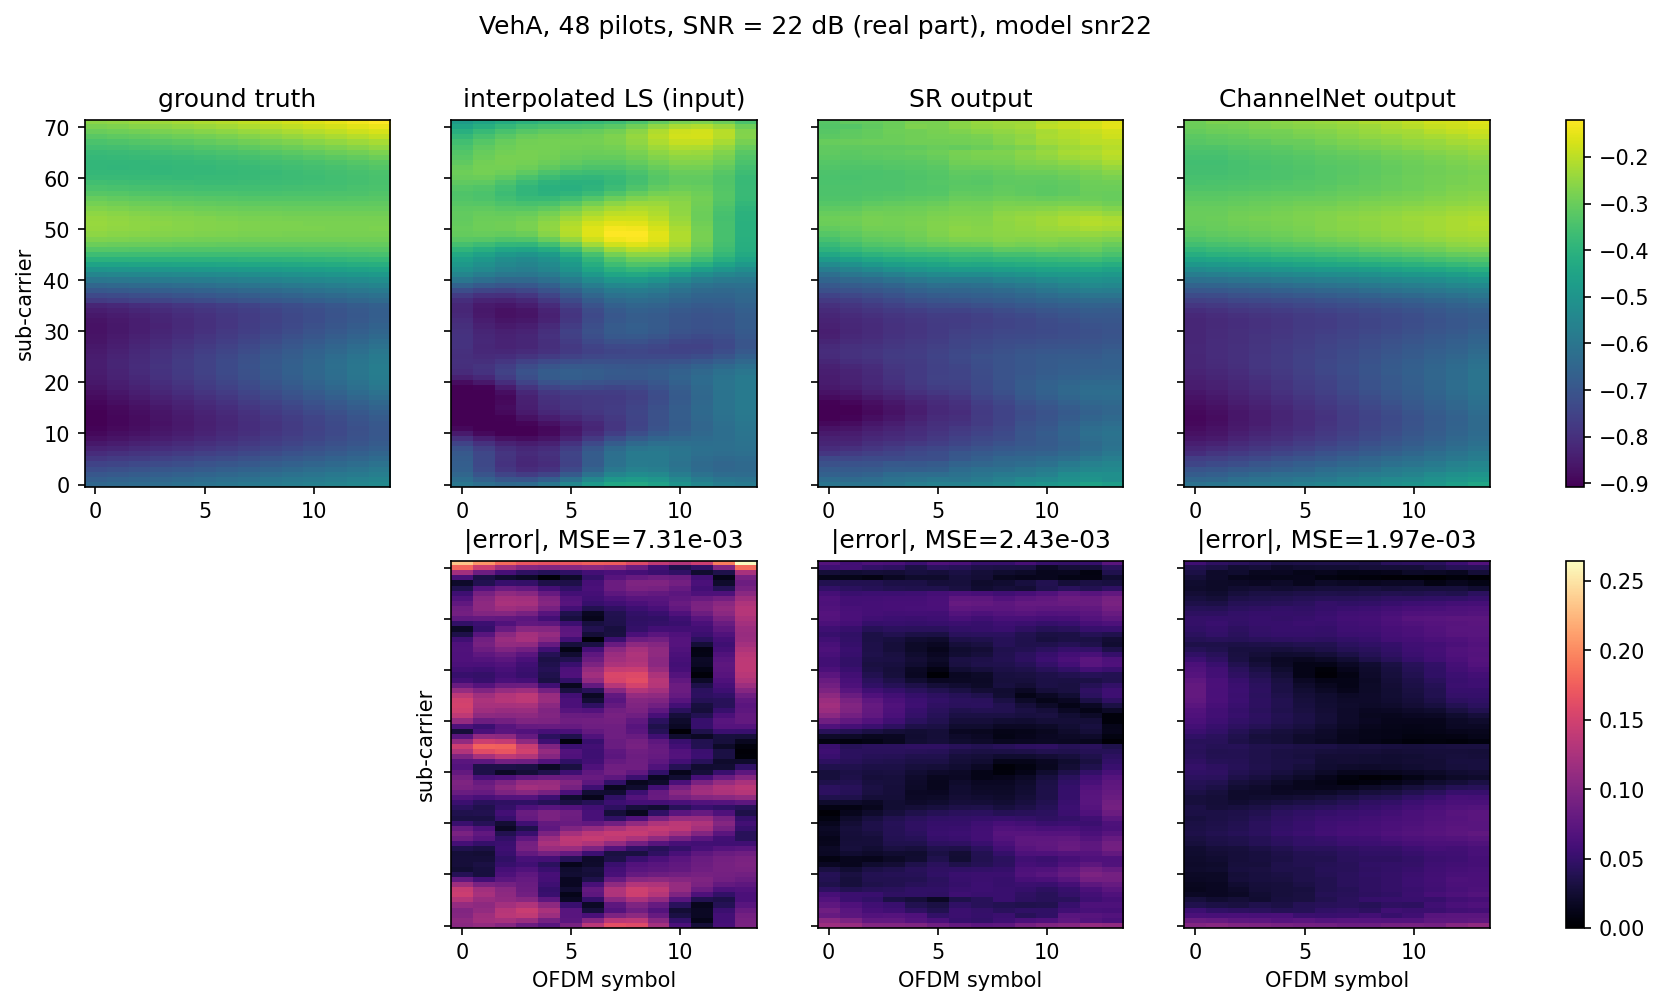 VehA, 48 pilots, SNR = 22 dB (real part), model snr22
ground truth
interpolated LS (input)
SR output
ChannelNet output
70
60
50
40
30
20
10
0
sub-carrier
0 5 10
0 5 10
0 5 10
0 5 10
−0.2
−0.3
−0.4
−0.5
−0.6
−0.7
−0.8
−0.9
|error|, MSE=7.31e-03
|error|, MSE=2.43e-03
|error|, MSE=1.97e-03
sub-carrier
0 5 10
0 5 10
0 5 10
OFDM symbol
OFDM symbol
OFDM symbol
0.25
0.20
0.15
0.10
0.05
0.00